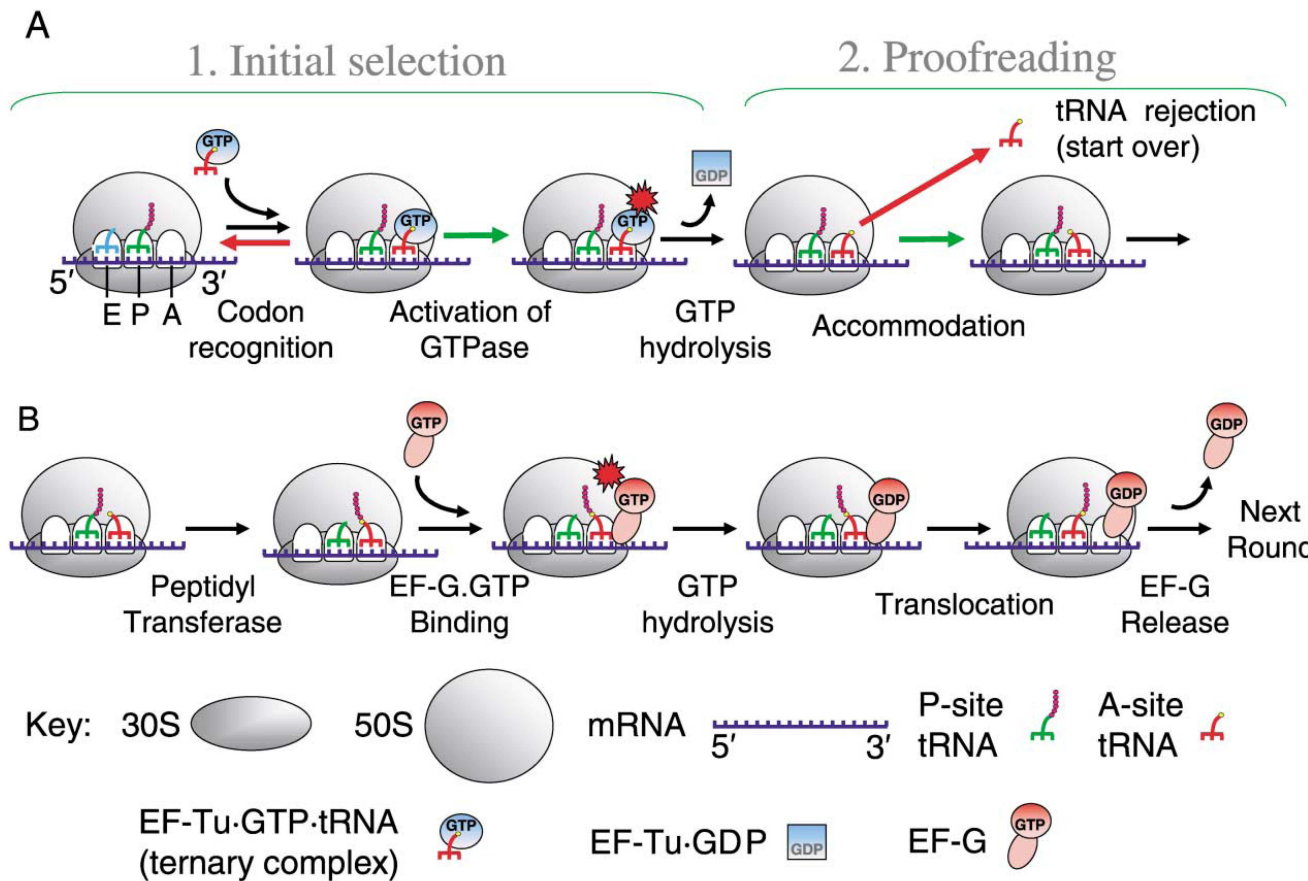 A
1. Initial selection
2. Proofreading
tRNA rejection
(start over)
GTP
GDP
GTP
GTP
5′
3′
E P A
Codon
recognition
Activation of
GTPase
GTP
hydrolysis
Accommodation
B
GTP
GTP
GDP
GDP
GDP
Next
Round
Peptidyl
Transferase
EF-G.GTP
Binding
GTP
hydrolysis
Translocation
EF-G
Release
Key:
30S
50S
mRNA
5′
3′
P-site
tRNA
A-site
tRNA
EF-Tu·GTP·tRNA
(ternary complex)
GTP
EF-Tu·GDP
GDP
EF-G
GTP